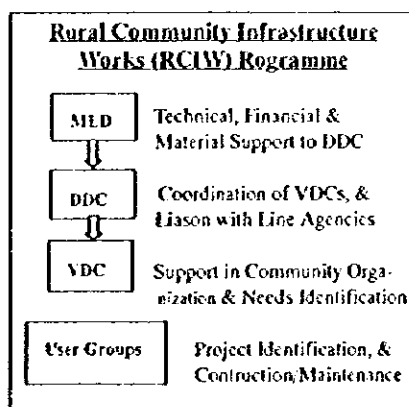 Rural Community Infrastructure
Works (RCIW) Rogramme
MLD
Technical, Financial &
Material Support to DDC
DDC
Coordination of VDCs, &
Liason with Line Agencies
VDC
Support in Community Orga-
nization & Needs Identification
User Groups
Project Identification, &
Contruction/Maintenance